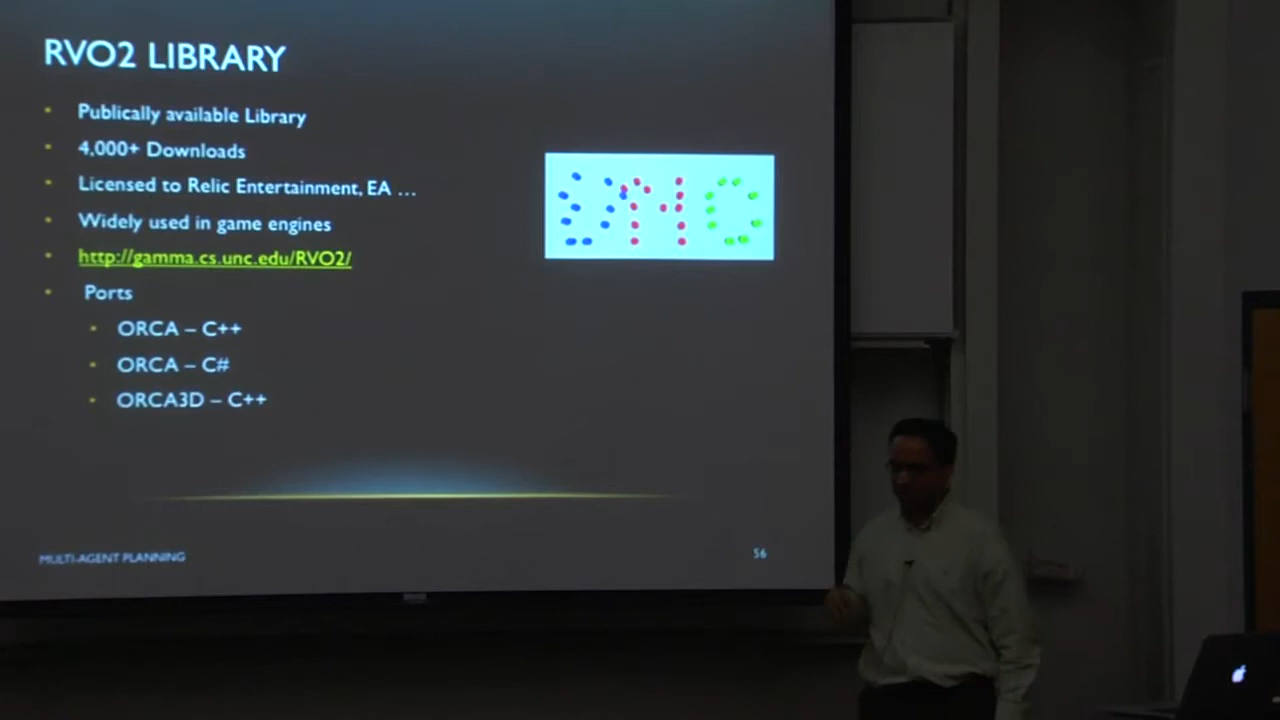 RVO2 LIBRARY
Publically available Library
4,000+ Downloads
Licensed to Relic Entertainment, EA ...
Widely used in game engines
http://gamma.cs.unc.edu/RVO2/
Ports
ORCA – C++
ORCA – C#
ORCA3D – C++
MULTI-AGENT PLANNING
56